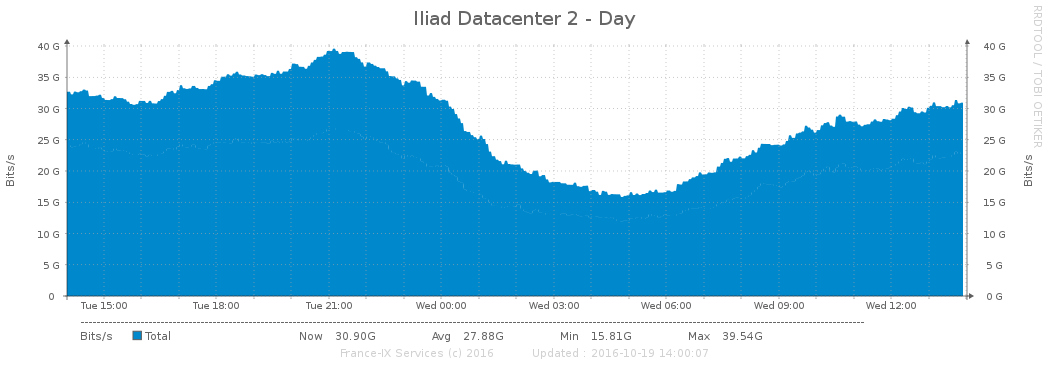 Iliad Datacenter 2 - Day
RRDTOOL / TOBI OETIKER
40 G 40 G
35 G 35 G
30 G 30 G
25 G 25 G
20 G 20 G
15 G 15 G
10 G 10 G
5 G 5 G
0 0 G
Bits/s
Bits/s
Tue 15:00 Tue 18:00 Tue 21:00 Wed 00:00 Wed 03:00 Wed 06:00 Wed 09:00 Wed 12:00
Bits/s Total Now 30.90G Avg 27.88G Min 15.81G Max 39.54G
France-IX Services (c) 2016 Updated : 2016-10-19 14:00:07